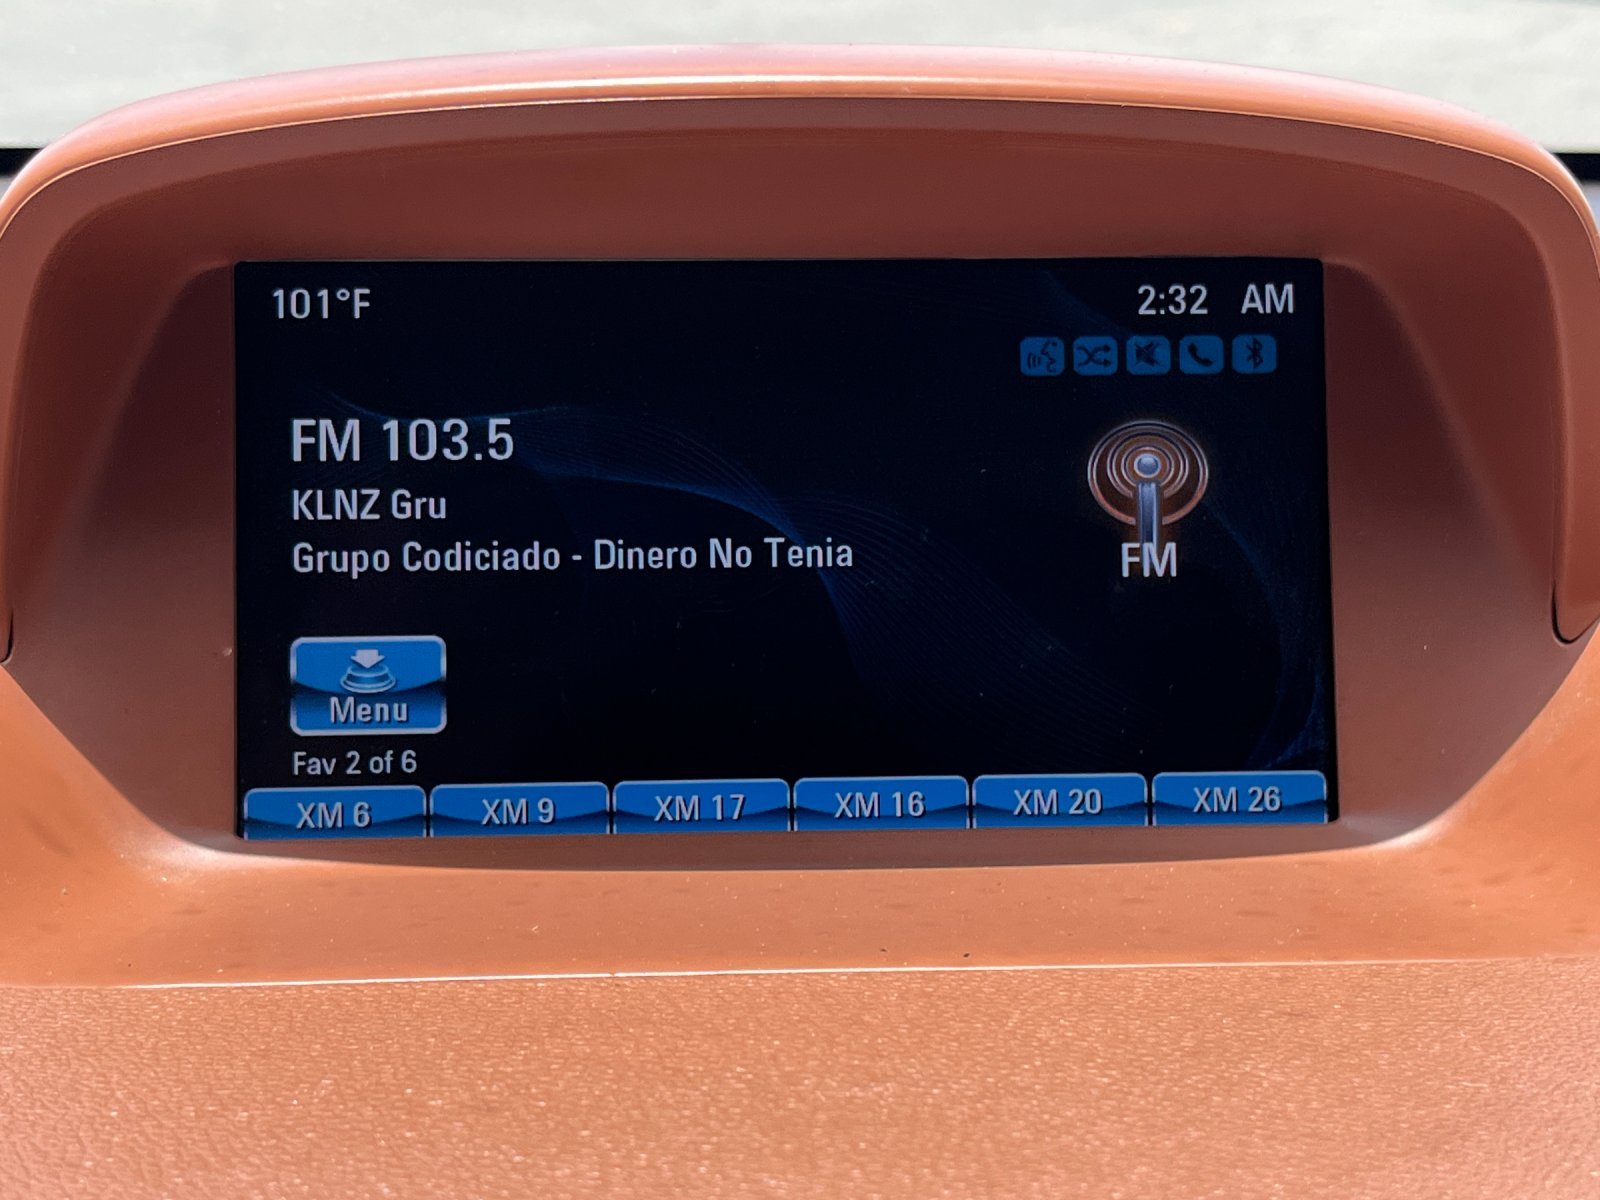 101°F 2:32 AM
FM 103.5
KLNZ Gru
Grupo Codiciado - Dinero No Tenia
FM
Menu
Fav 2 of 6
XM 6 XM 9 XM 17 XM 16 XM 20 XM 26